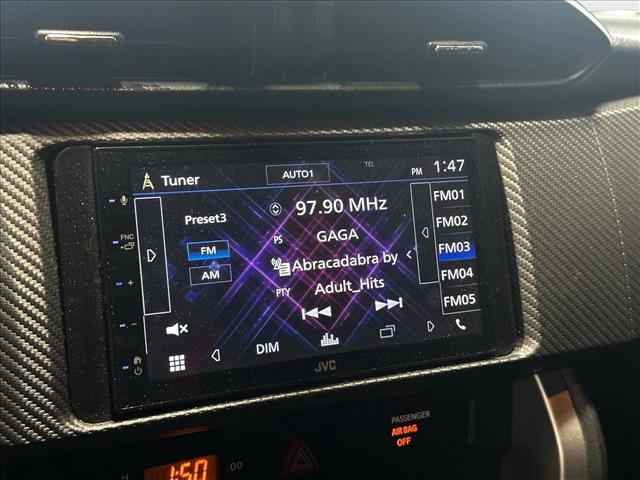 Tuner
AUTO1
TEL
PM 1:47
Preset3
97.90 MHz
FM01
PS GAGA
FM02
FM
Abracadabra by
FM03
AM
PTY Adult_Hits
FM04
FM05
FNC
DIM
JVC
PASSENGER
AIR BAG
OFF
H
1:50
:00